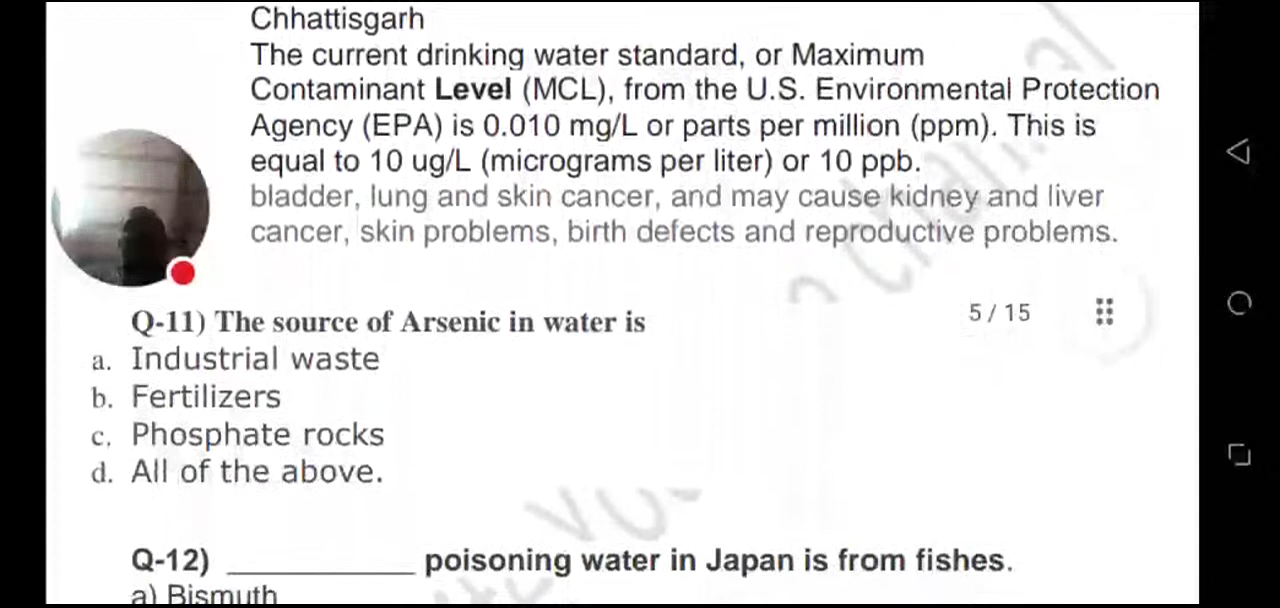 Chhattisgarh
The current drinking water standard, or Maximum
Contaminant Level (MCL), from the U.S. Environmental Protection
Agency (EPA) is 0.010 mg/L or parts per million (ppm). This is
equal to 10 ug/L (micrograms per liter) or 10 ppb.
bladder, lung and skin cancer, and may cause kidney and liver
cancer, skin problems, birth defects and reproductive problems.
5 / 15
Q-11) The source of Arsenic in water is
a. Industrial waste
b. Fertilizers
c. Phosphate rocks
d. All of the above.
Q-12) ____________ poisoning water in Japan is from fishes.
a) Bismuth